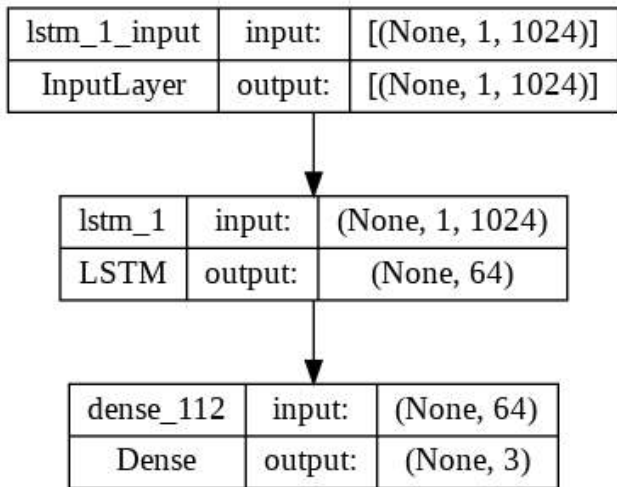 lstm_1_input input: [(None, 1, 1024)]
InputLayer output: [(None, 1, 1024)]
lstm_1 input: (None, 1, 1024)
LSTM output: (None, 64)
dense_112 input: (None, 64)
Dense output: (None, 3)